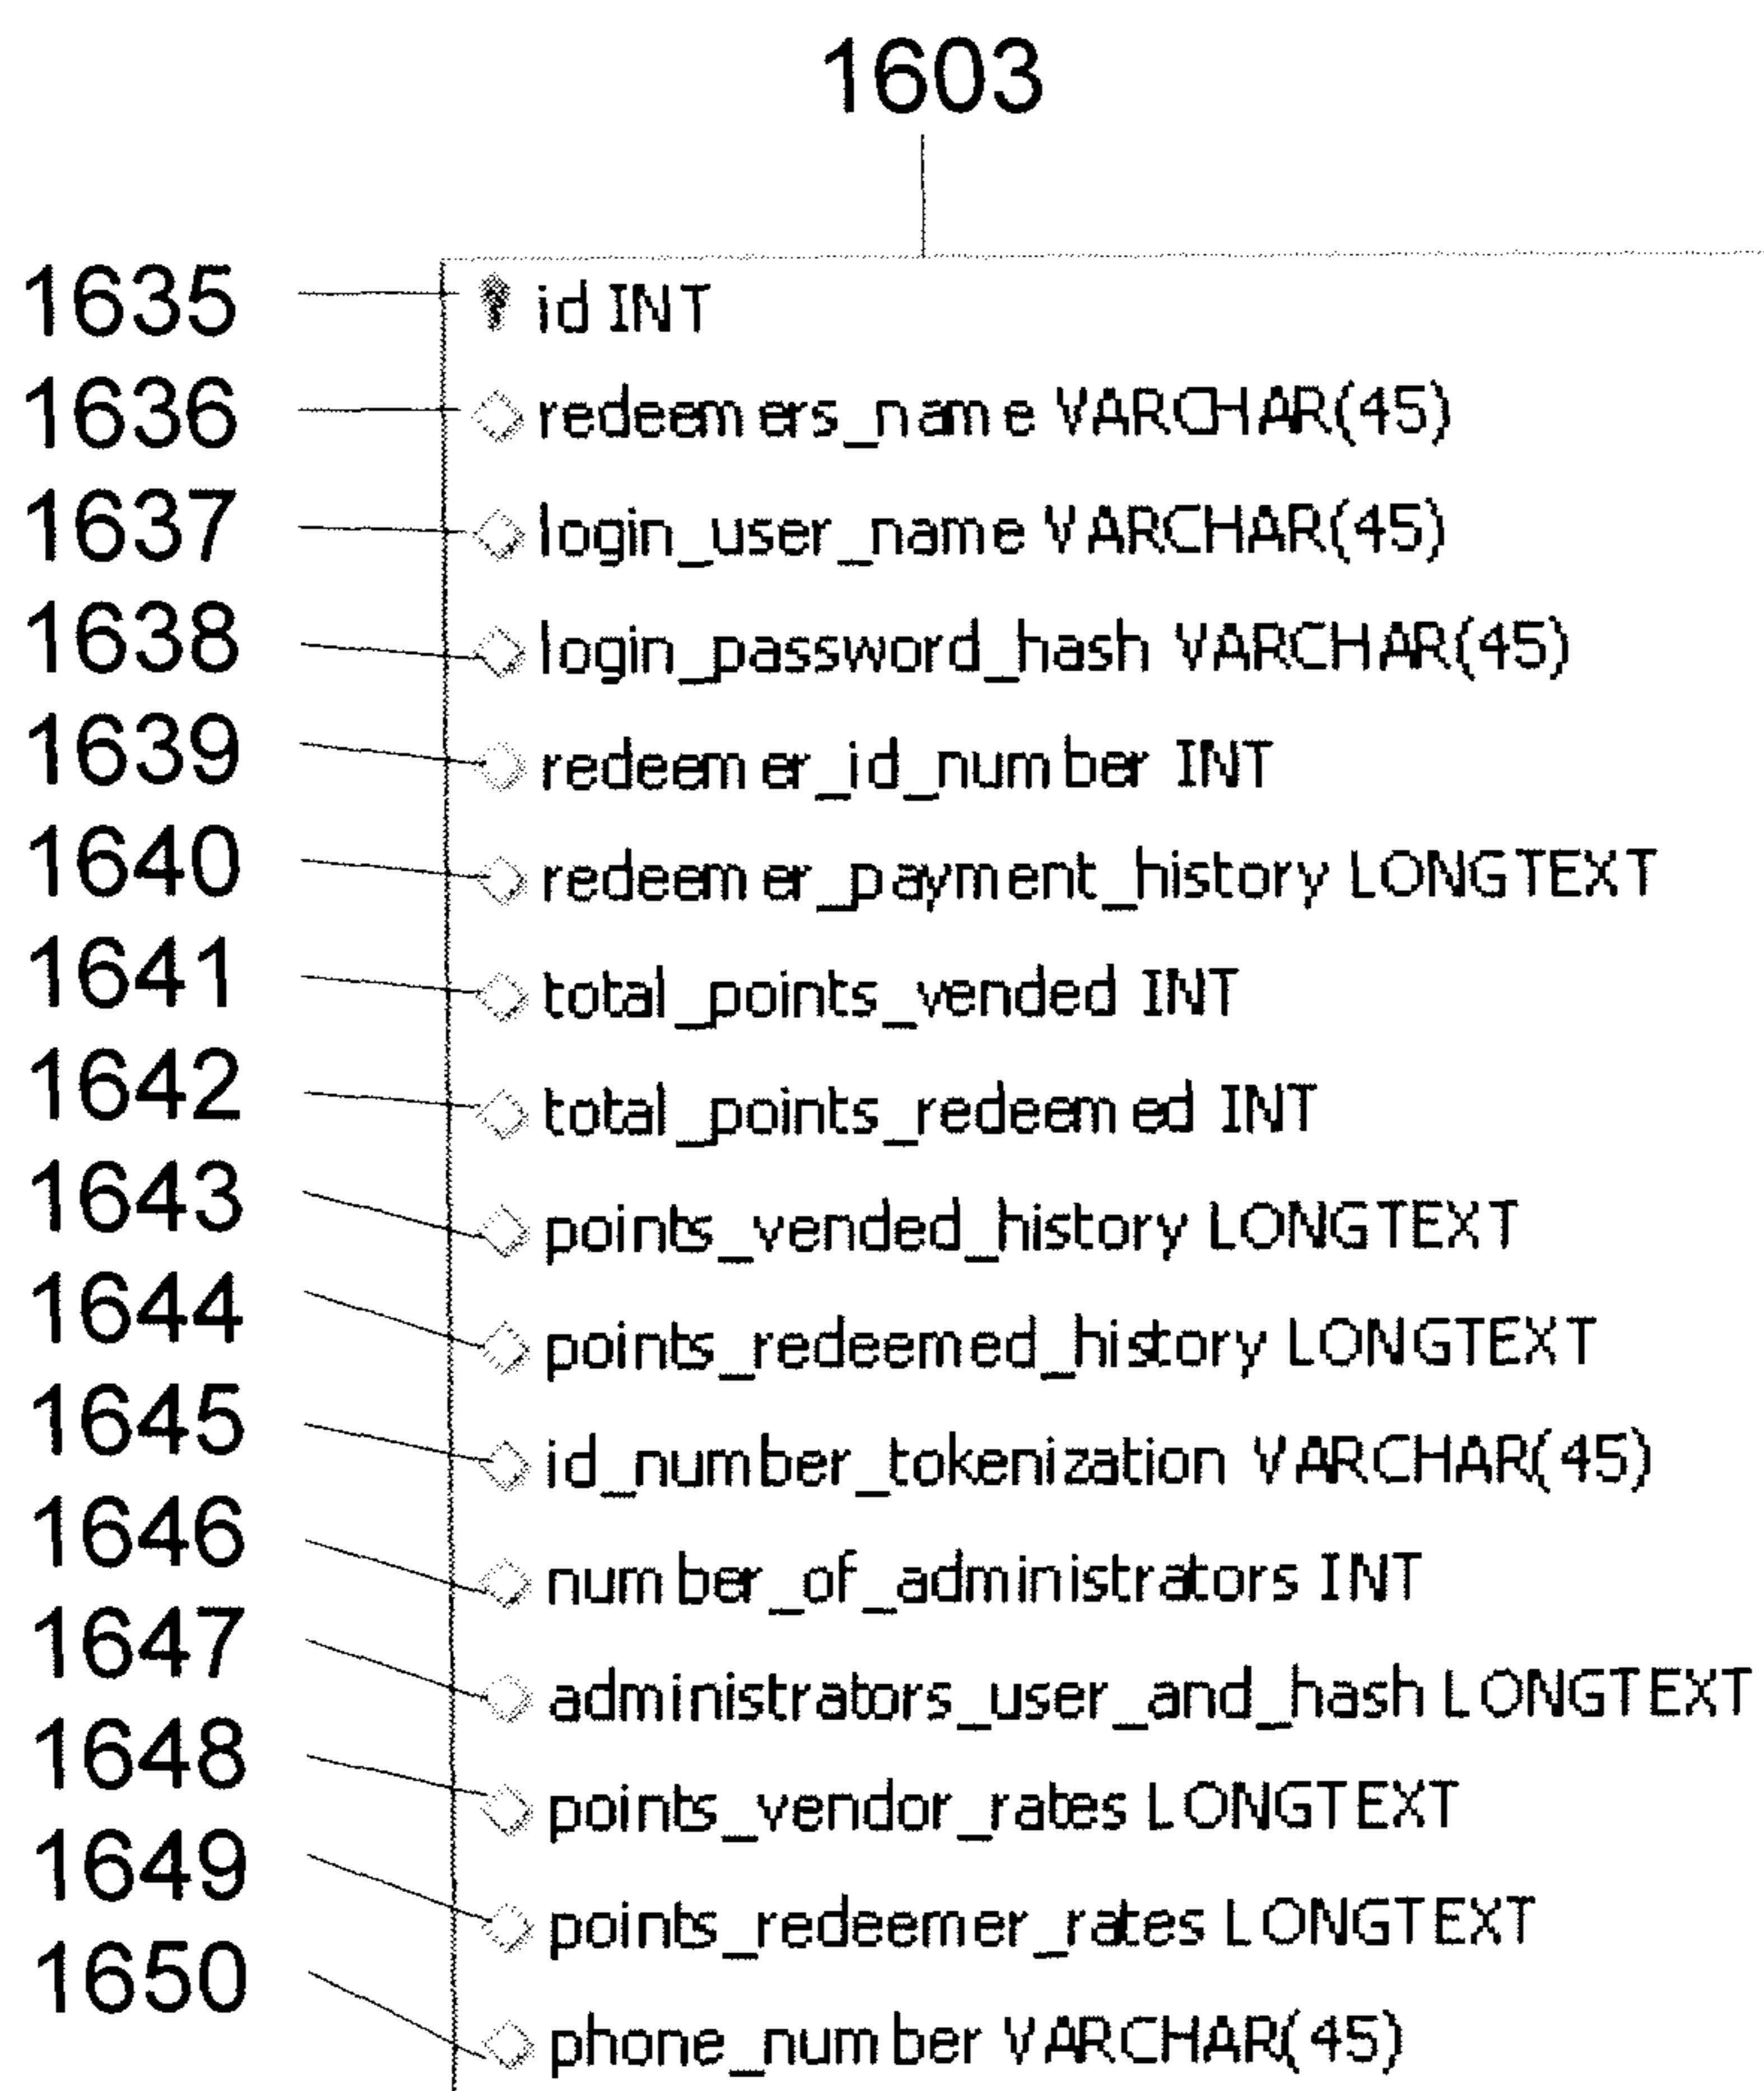 1603
1635 id INT
1636 redeemers_name VARCHAR(45)
1637 login_user_name VARCHAR(45)
1638 login_password_hash VARCHAR(45)
1639 redeemer_id_number INT
1640 redeemer_payment_history LONGTEXT
1641 total_points_vended INT
1642 total_points_redeemed INT
1643 points_vended_history LONGTEXT
1644 points_redeemed_history LONGTEXT
1645 id_number_tokenization VARCHAR(45)
1646 number_of_administrators INT
1647 administrators_user_and_hash LONGTEXT
1648 points_vendor_rates LONGTEXT
1649 points_redeemer_rates LONGTEXT
1650 phone_number VARCHAR(45)